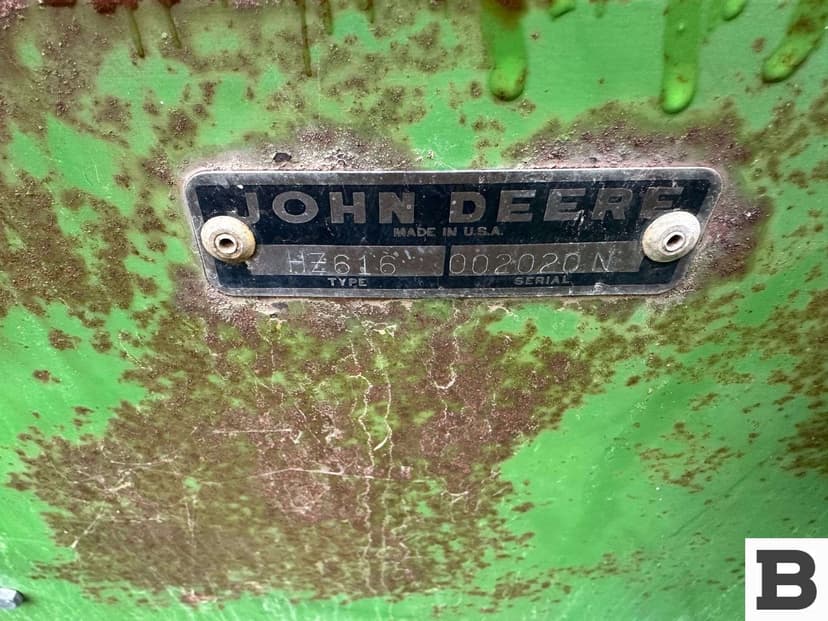 JOHN DEERE
MADE IN U.S.A.
HZ616 002020N
TYPE SERIAL
B